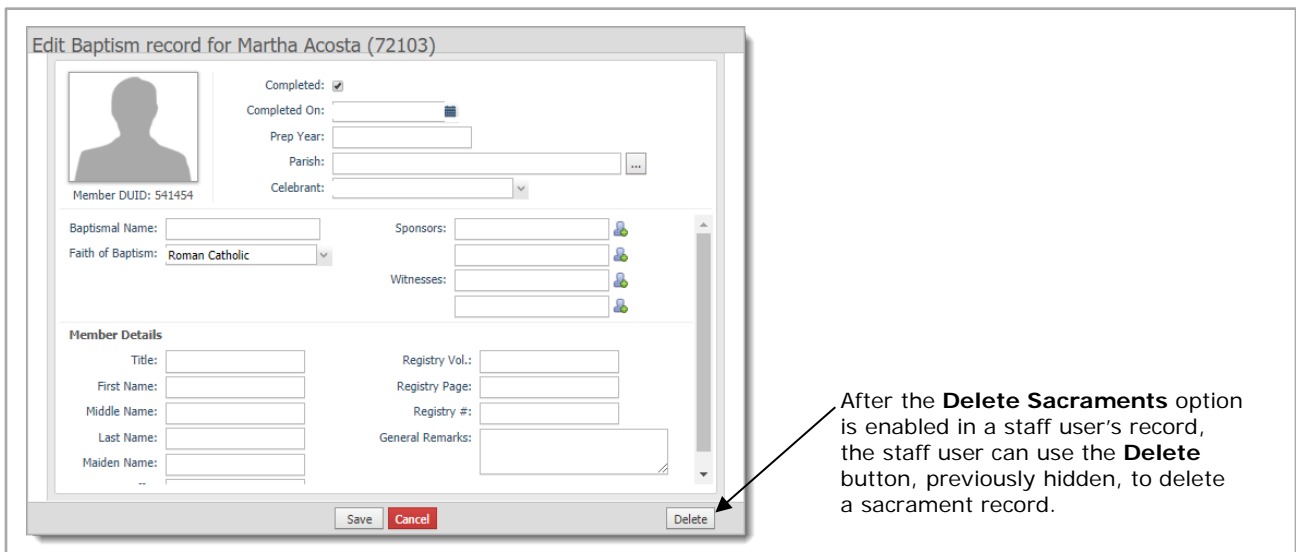 Edit Baptism record for Martha Acosta (72103)
Completed:
Completed On:
Prep Year:
Parish:
...
Celebrant:
Member DUID: 541454
Baptismal Name:
Faith of Baptism: Roman Catholic
Sponsors:
Witnesses:
Member Details
Title:
First Name:
Middle Name:
Last Name:
Maiden Name:
Registry Vol.:
Registry Page:
Registry #:
General Remarks:
Save Cancel Delete
After the Delete Sacraments option
is enabled in a staff user's record,
the staff user can use the Delete
button, previously hidden, to delete
a sacrament record.